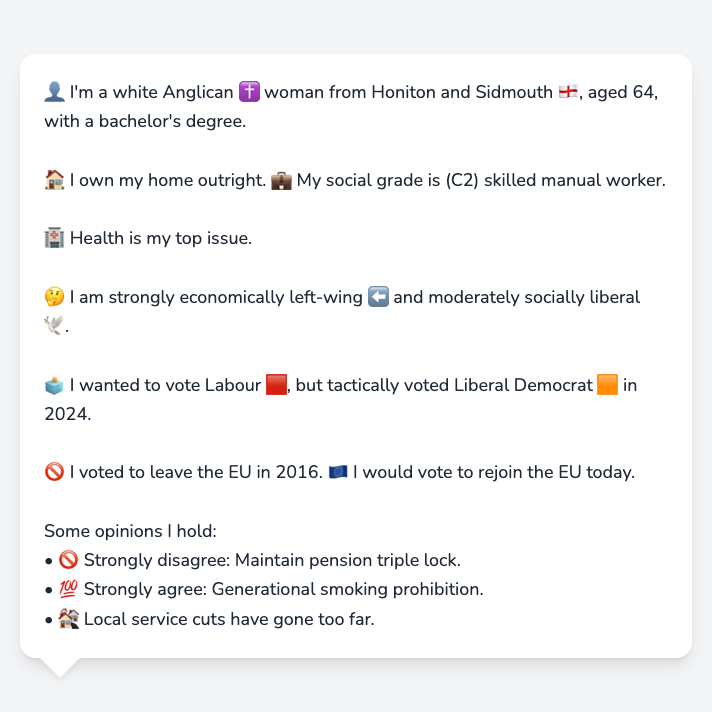 👤 I'm a white Anglican ✝️ woman from Honiton and Sidmouth 🏴󠁧󠁢󠁥󠁮󠁧󠁿, aged 64,
with a bachelor's degree.
🏠 I own my home outright. 💼 My social grade is (C2) skilled manual worker.
🏥 Health is my top issue.
🤔 I am strongly economically left-wing ⬅️ and moderately socially liberal
🕊️.
🗳️ I wanted to vote Labour 🟥, but tactically voted Liberal Democrat 🟧 in
2024.
🚫 I voted to leave the EU in 2016. 🇪🇺 I would vote to rejoin the EU today.
Some opinions I hold:
• 🚫 Strongly disagree: Maintain pension triple lock.
• 💯 Strongly agree: Generational smoking prohibition.
• 🏚️ Local service cuts have gone too far.